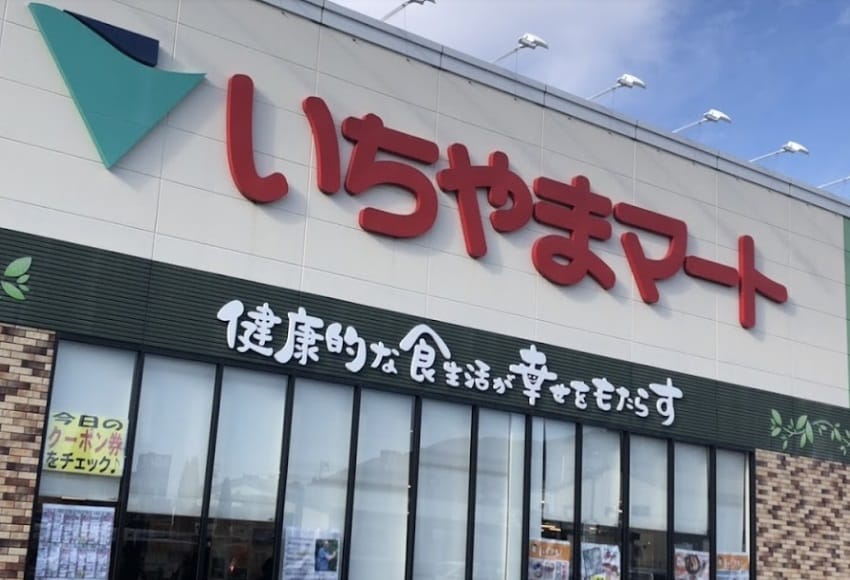 いちやまマート
健康的な食生活が幸せをもたらす
今日の
クーポン券
をチェック♪